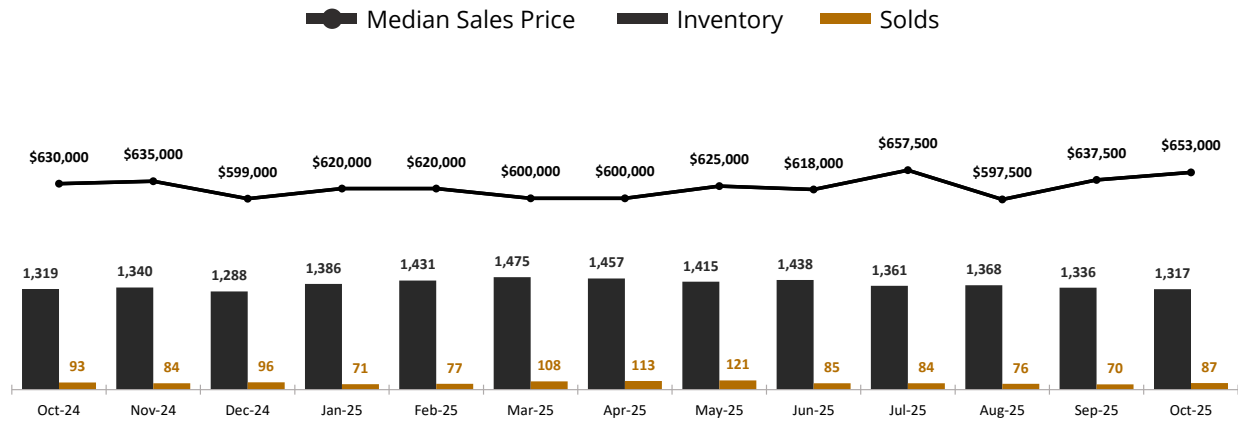 Median Sales Price Inventory Solds
$630,000 $635,000 $599,000 $620,000 $620,000 $600,000 $600,000 $625,000 $618,000 $657,500 $597,500 $637,500 $653,000
1,319 1,340 1,288 1,386 1,431 1,475 1,457 1,415 1,438 1,361 1,368 1,336 1,317
93 84 96 71 77 108 113 121 85 84 76 70 87
Oct-24 Nov-24 Dec-24 Jan-25 Feb-25 Mar-25 Apr-25 May-25 Jun-25 Jul-25 Aug-25 Sep-25 Oct-25